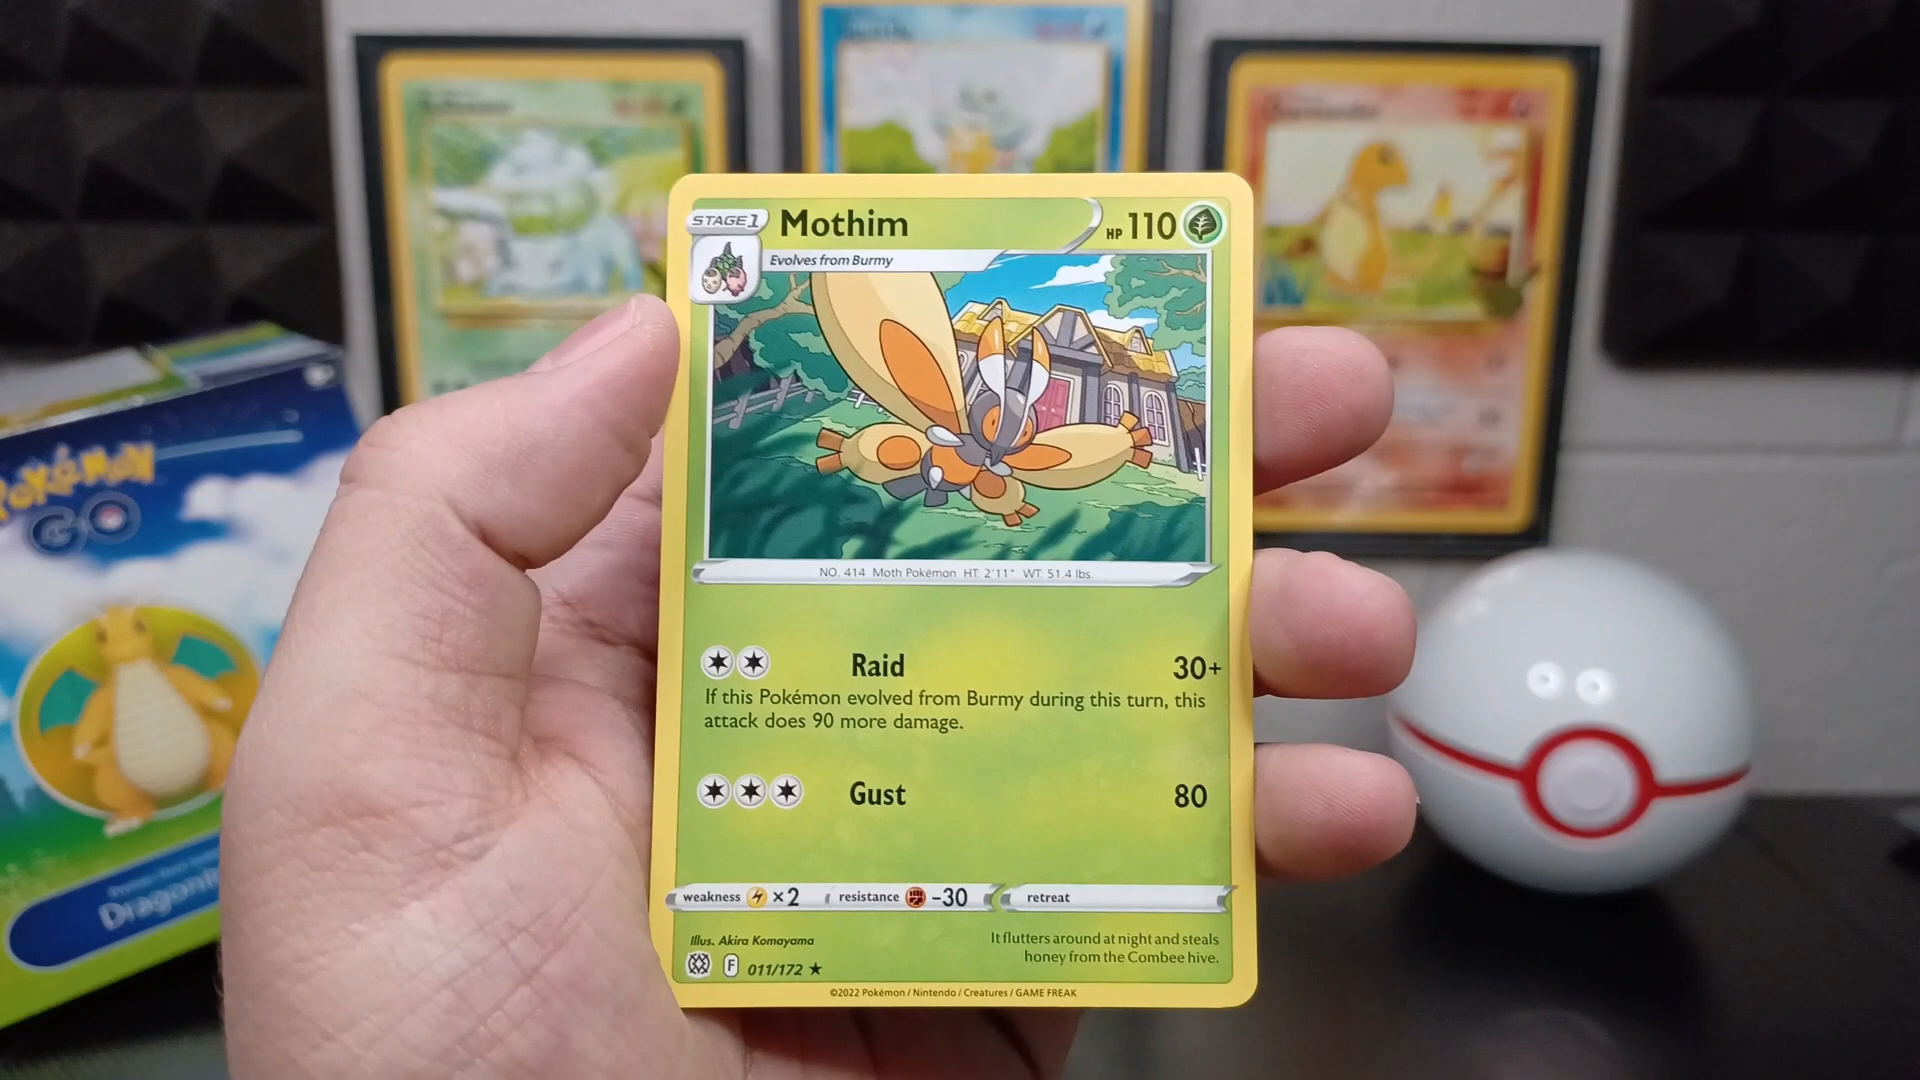 STAGE 1 Mothim HP 110
Evolves from Burmy
NO. 414 Moth Pokémon HT: 2'11" WT: 51.4 lbs.
Raid 30+
If this Pokémon evolved from Burmy during this turn, this
attack does 90 more damage.
Gust 80
weakness ×2 resistance -30 retreat
Illus. Akira Komayama
It flutters around at night and steals
honey from the Combee hive.
F 011/172
©2022 Pokémon / Nintendo / Creatures / GAME FREAK
POKéMON
GO